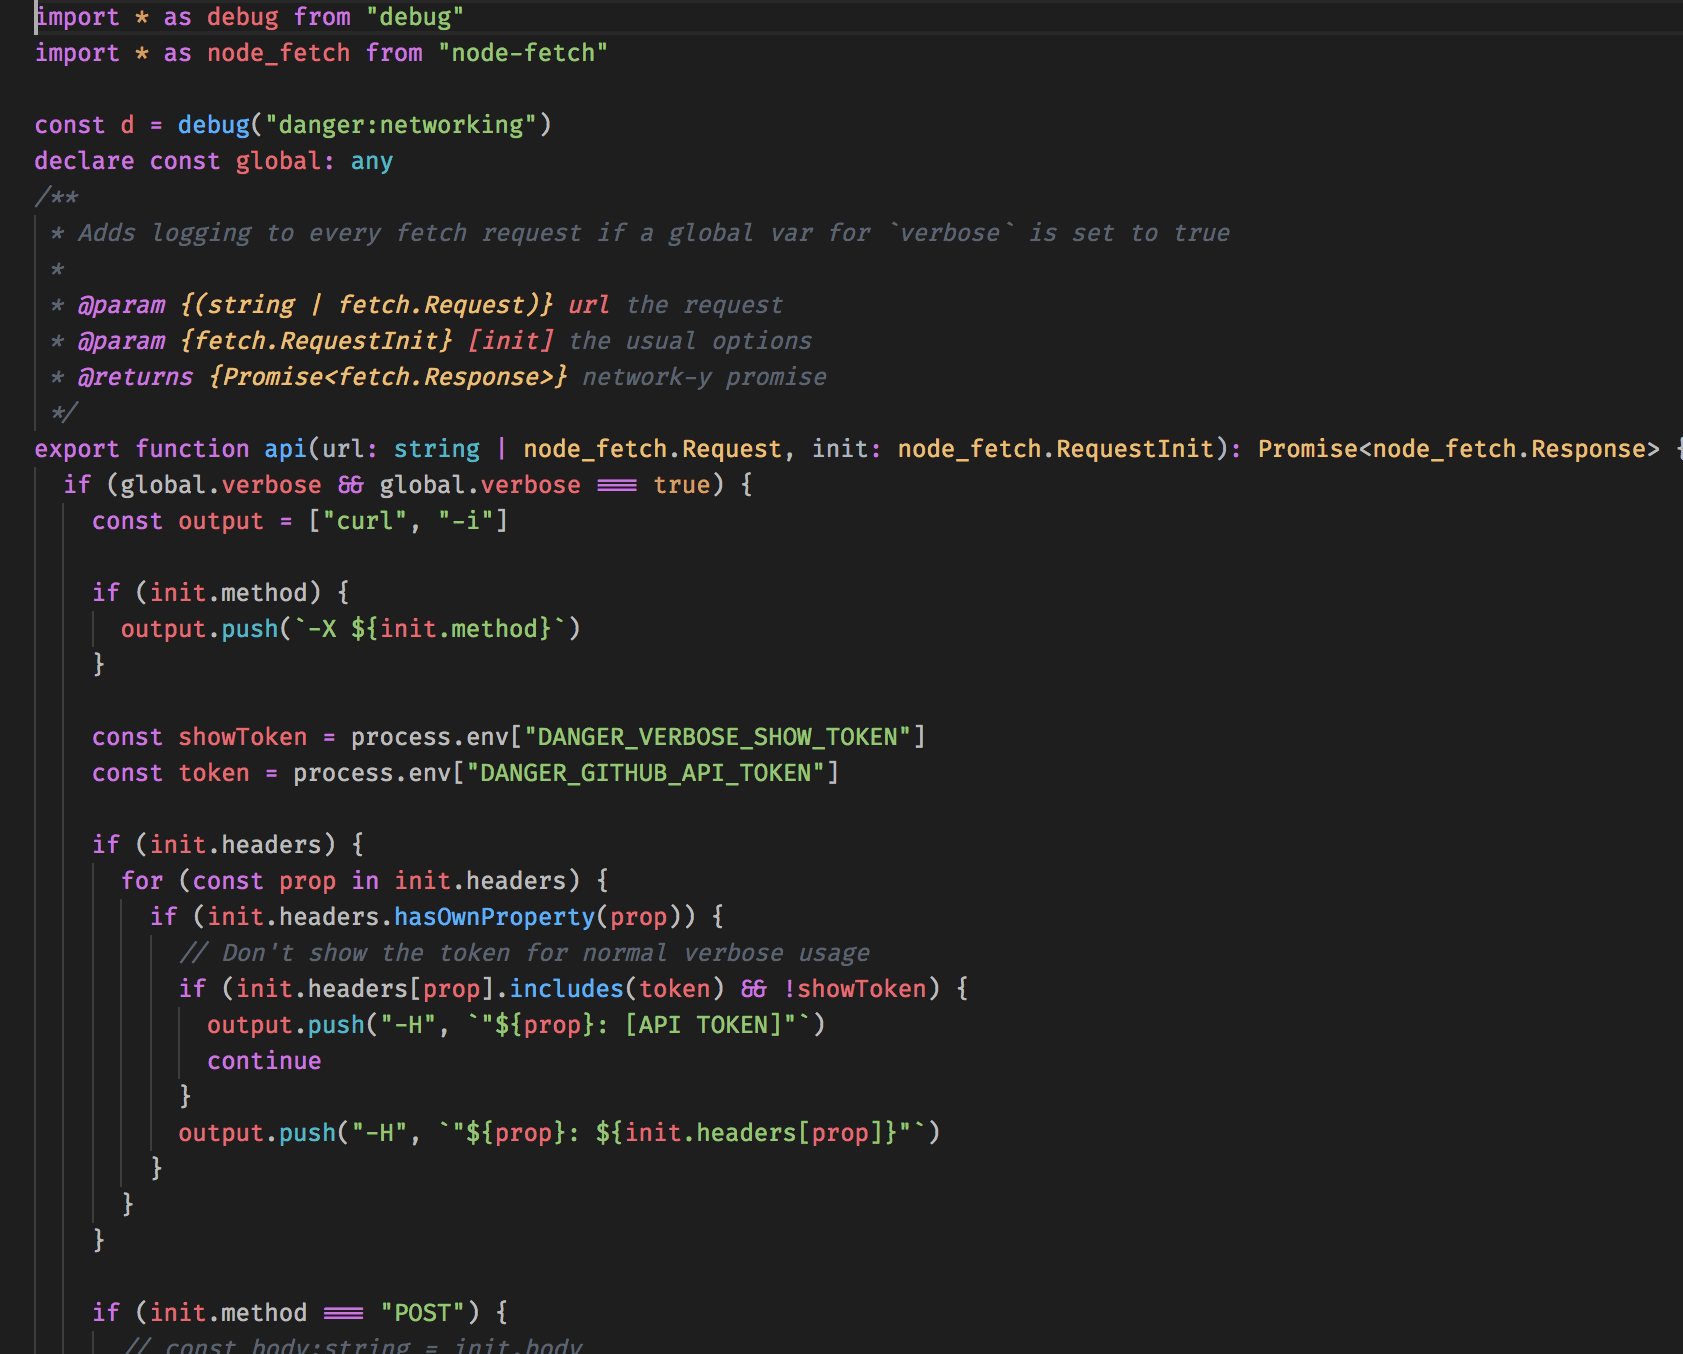 import * as debug from "debug"
import * as node_fetch from "node-fetch"
const d = debug("danger:networking")
declare const global: any
/**
* Adds logging to every fetch request if a global var for `verbose` is set to true
*
* @param {(string | fetch.Request)} url the request
* @param {fetch.RequestInit} [init] the usual options
* @returns {Promise<fetch.Response>} network-y promise
*/
export function api(url: string | node_fetch.Request, init: node_fetch.RequestInit): Promise<node_fetch.Response> {
if (global.verbose && global.verbose === true) {
const output = ["curl", "-i"]
if (init.method) {
output.push(`-X ${init.method}`)
}
const showToken = process.env["DANGER_VERBOSE_SHOW_TOKEN"]
const token = process.env["DANGER_GITHUB_API_TOKEN"]
if (init.headers) {
for (const prop in init.headers) {
if (init.headers.hasOwnProperty(prop)) {
// Don't show the token for normal verbose usage
if (init.headers[prop].includes(token) && !showToken) {
output.push("-H", `"${prop}: [API TOKEN]"`)
continue
}
output.push("-H", `"${prop}: ${init.headers[prop]}"`)
}
}
}
if (init.method === "POST") {
// const body:string = init.body